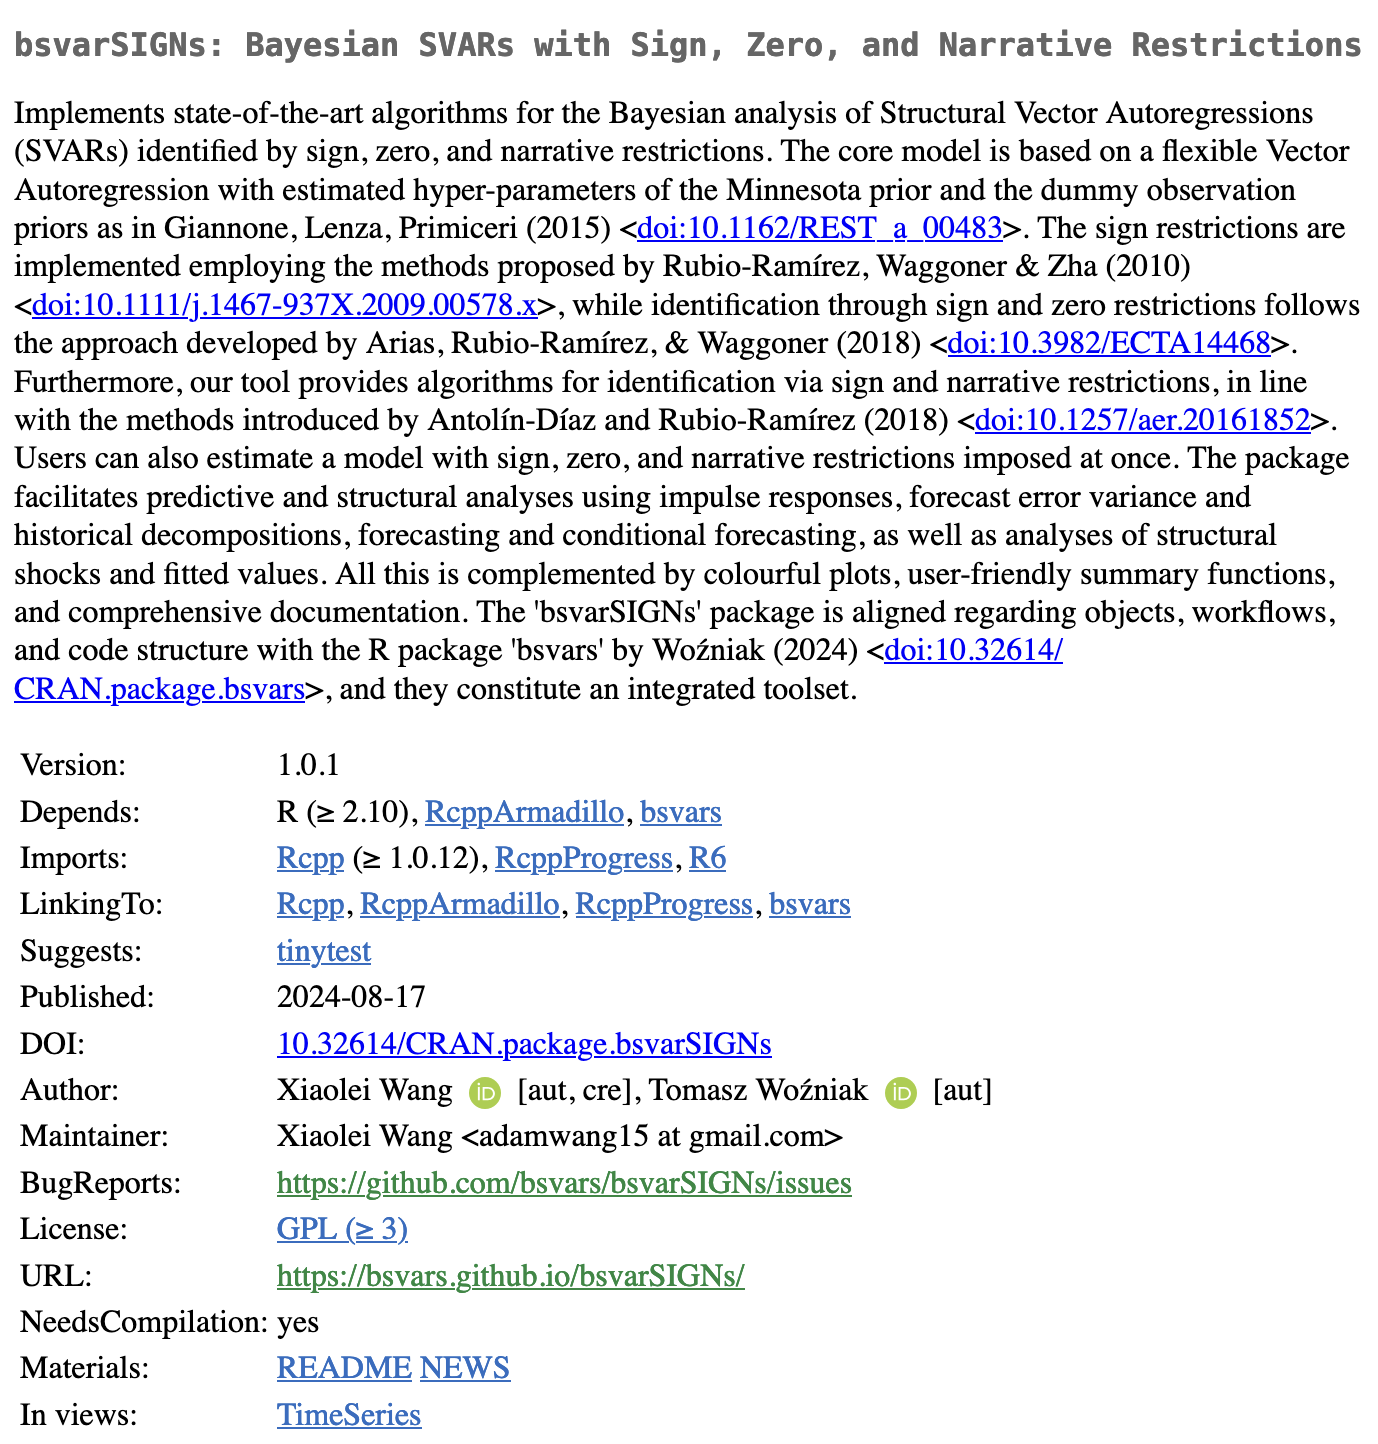 bsvarSIGNs: Bayesian SVARs with Sign, Zero, and Narrative Restrictions
Implements state-of-the-art algorithms for the Bayesian analysis of Structural Vector Autoregressions
(SVARs) identified by sign, zero, and narrative restrictions. The core model is based on a flexible Vector
Autoregression with estimated hyper-parameters of the Minnesota prior and the dummy observation
priors as in Giannone, Lenza, Primiceri (2015) <doi:10.1162/REST_a_00483>. The sign restrictions are
implemented employing the methods proposed by Rubio-Ramírez, Waggoner & Zha (2010)
<doi:10.1111/j.1467-937X.2009.00578.x>, while identification through sign and zero restrictions follows
the approach developed by Arias, Rubio-Ramírez, & Waggoner (2018) <doi:10.3982/ECTA14468>.
Furthermore, our tool provides algorithms for identification via sign and narrative restrictions, in line
with the methods introduced by Antolín-Díaz and Rubio-Ramírez (2018) <doi:10.1257/aer.20161852>.
Users can also estimate a model with sign, zero, and narrative restrictions imposed at once. The package
facilitates predictive and structural analyses using impulse responses, forecast error variance and
historical decompositions, forecasting and conditional forecasting, as well as analyses of structural
shocks and fitted values. All this is complemented by colourful plots, user-friendly summary functions,
and comprehensive documentation. The 'bsvarSIGNs' package is aligned regarding objects, workflows,
and code structure with the R package 'bsvars' by Woźniak (2024) <doi:10.32614/
CRAN.package.bsvars>, and they constitute an integrated toolset.
Version: 1.0.1
Depends: R (≥ 2.10), RcppArmadillo, bsvars
Imports: Rcpp (≥ 1.0.12), RcppProgress, R6
LinkingTo: Rcpp, RcppArmadillo, RcppProgress, bsvars
Suggests: tinytest
Published: 2024-08-17
DOI: 10.32614/CRAN.package.bsvarSIGNs
Author: Xiaolei Wang iD [aut, cre], Tomasz Woźniak iD [aut]
Maintainer: Xiaolei Wang <adamwang15 at gmail.com>
BugReports: https://github.com/bsvars/bsvarSIGNs/issues
License: GPL (≥ 3)
URL: https://bsvars.github.io/bsvarSIGNs/
NeedsCompilation: yes
Materials: README NEWS
In views: TimeSeries